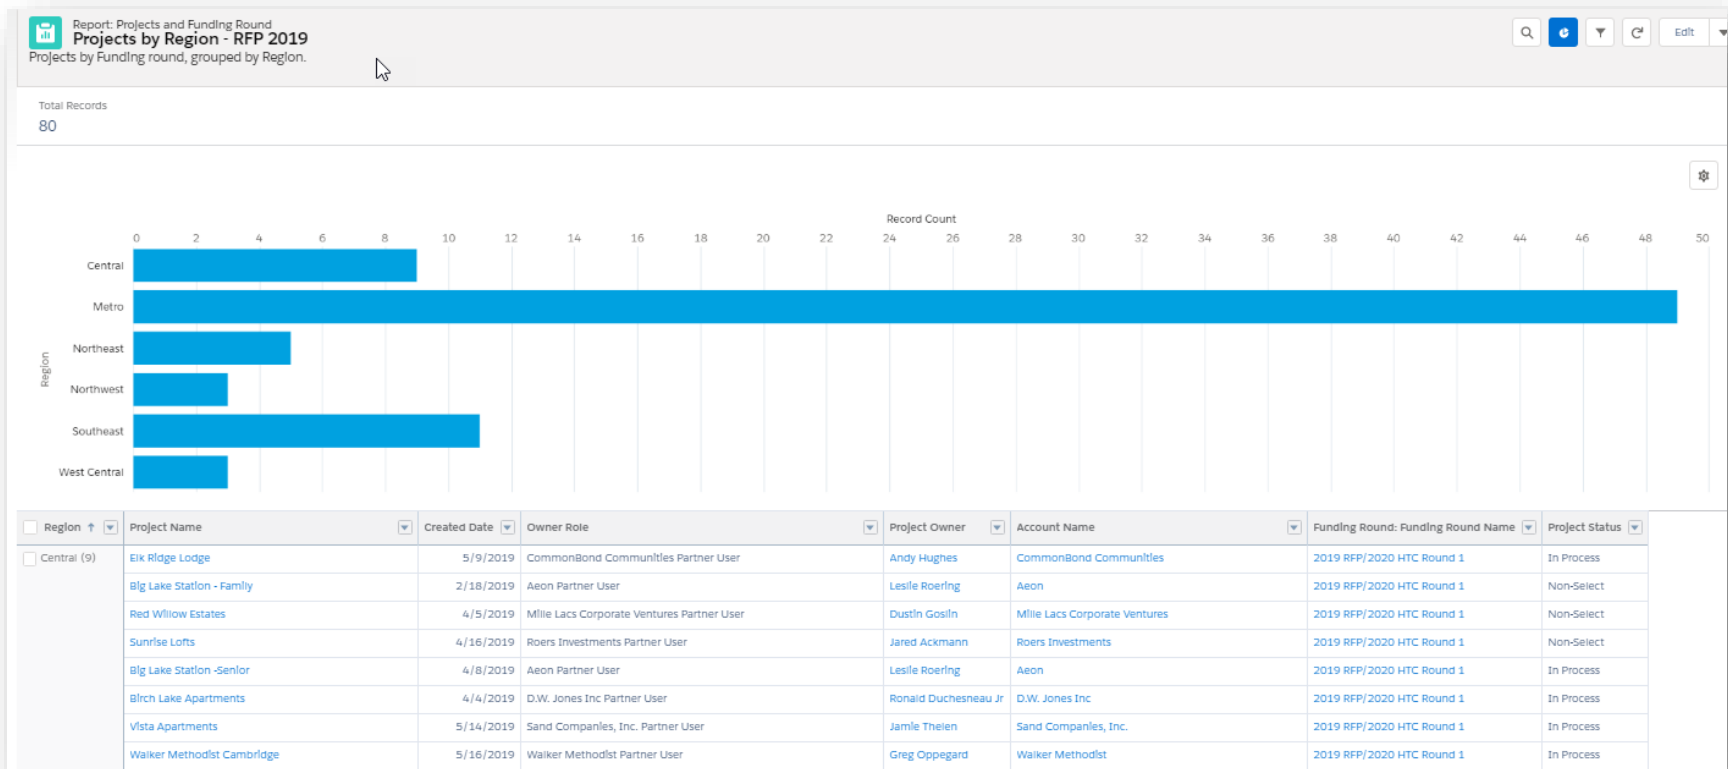 Report: Projects and Funding Round
Projects by Region - RFP 2019
Projects by Funding round, grouped by Region.
Edit
Total Records
80
Record Count
0 2 4 6 8 10 12 14 16 18 20 22 24 26 28 30 32 34 36 38 40 42 44 46 48 50
Region
Central
Metro
Northeast
Northwest
Southeast
West Central
Region Project Name Created Date Owner Role Project Owner Account Name Funding Round: Funding Round Name Project Status
Central (9) Elk Ridge Lodge 5/9/2019 CommonBond Communities Partner User Andy Hughes CommonBond Communities 2019 RFP/2020 HTC Round 1 In Process
Big Lake Station - Family 2/18/2019 Aeon Partner User Leslie Roering Aeon 2019 RFP/2020 HTC Round 1 Non-Select
Red Willow Estates 4/5/2019 Mille Lacs Corporate Ventures Partner User Dustin Goslin Mille Lacs Corporate Ventures 2019 RFP/2020 HTC Round 1 Non-Select
Sunrise Lofts 4/16/2019 Roers Investments Partner User Jared Ackmann Roers Investments 2019 RFP/2020 HTC Round 1 Non-Select
Big Lake Station -Senior 4/8/2019 Aeon Partner User Leslie Roering Aeon 2019 RFP/2020 HTC Round 1 In Process
Birch Lake Apartments 4/4/2019 D.W. Jones Inc Partner User Ronald Duchesneau Jr D.W. Jones Inc 2019 RFP/2020 HTC Round 1 In Process
Vista Apartments 5/14/2019 Sand Companies, Inc. Partner User Jamie Thelen Sand Companies, Inc. 2019 RFP/2020 HTC Round 1 In Process
Walker Methodist Cambridge 5/16/2019 Walker Methodist Partner User Greg Oppegard Walker Methodist 2019 RFP/2020 HTC Round 1 In Process